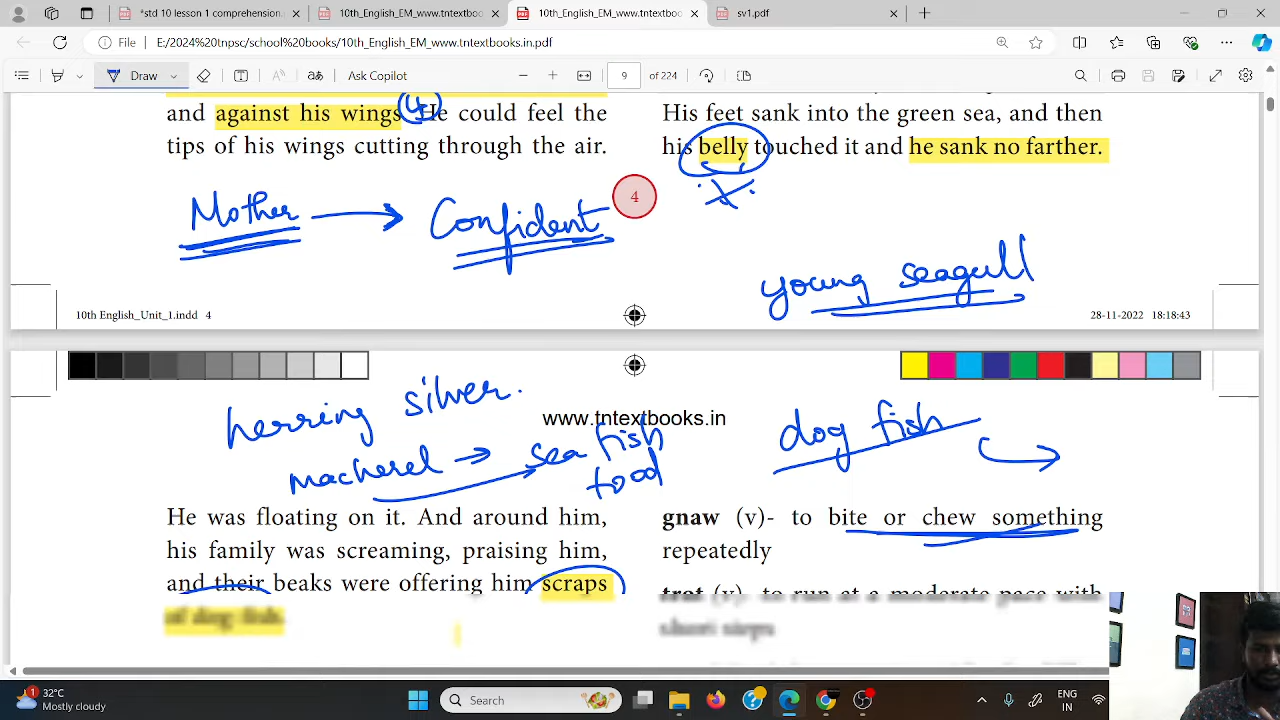 *std 10 lesson 1 comprehension
10th_English_EM_www.tntextbook
10th_English_EM_www.tntextbook
sv1.pdf
File
E:/2024%20tnpsc/school%20books/10th_English_EM_www.tntextbooks.in.pdf
Draw
Ask Copilot
9 of 224
and against his wings. He could feel the
4
tips of his wings cutting through the air.
His feet sank into the green sea, and then
his belly touched it and he sank no farther.
4
Mother → Confident
young seagull
10th English_Unit_1.indd 4
28-11-2022 18:18:43
herring silver.
www.tntextbooks.in
macherel → sea fish
food
dog fish
He was floating on it. And around him,
his family was screaming, praising him,
and their beaks were offering him scraps
of dog-fish.
gnaw (v)- to bite or chew something
repeatedly
trot (v)- to run at a moderate pace with
short steps
32°C
Mostly cloudy
1
Search
ENG
IN